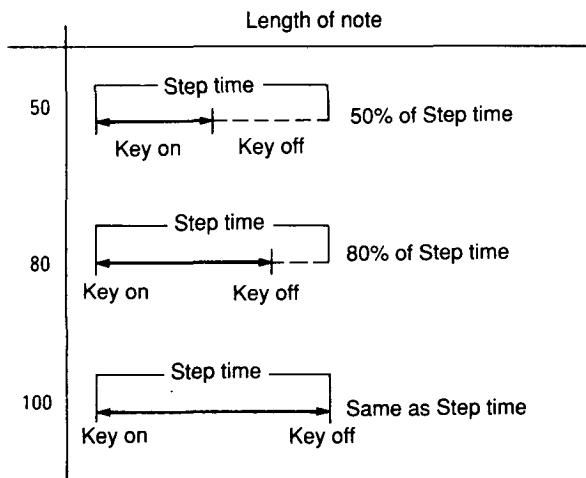 Length of note
Step time
50
50% of Step time
Key on Key off
Step time
80
80% of Step time
Key on Key off
Step time
100
Same as Step time
Key on Key off